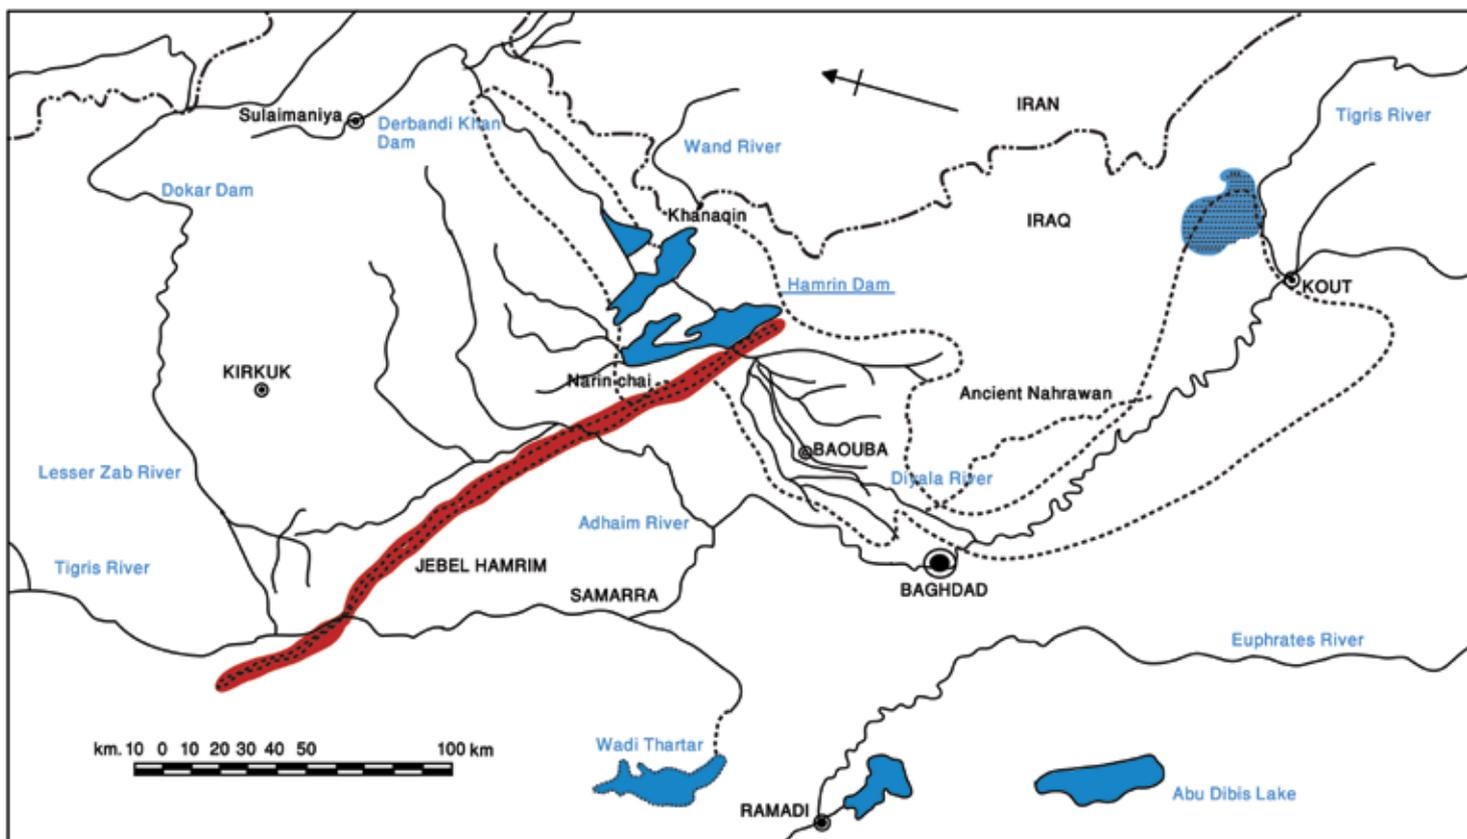 IRAN
Sulaimaniya
Derbandi Khan
Dam
Tigris River
Wand River
Dokar Dam
Khanaqin
IRAQ
Hamrin Dam
KOUT
KIRKUK
Narin chai
Ancient Nahrawan
BAOUBA
Lesser Zab River
Diyala River
Adhaim River
Tigris River
JEBEL HAMRIM
SAMARRA
BAGHDAD
Euphrates River
km. 10 0 10 20 30 40 50 100 km
Wadi Thartar
RAMADI
Abu Dibis Lake